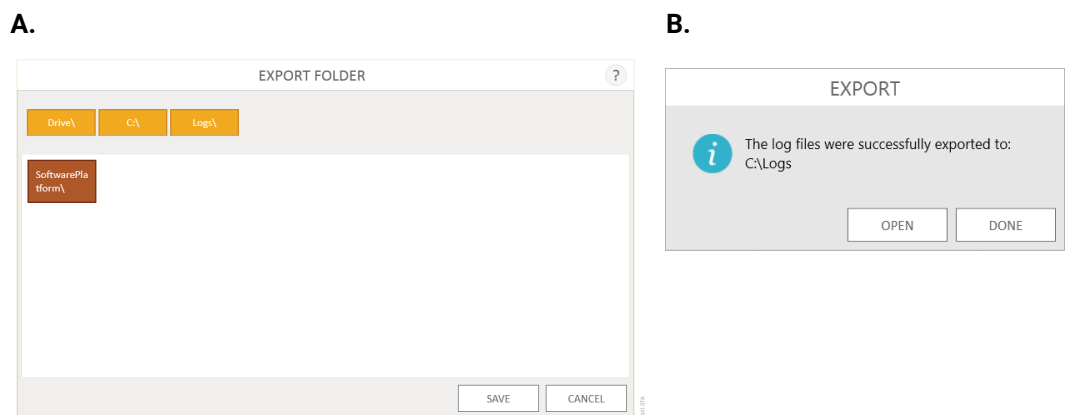 A.
B.
EXPORT FOLDER
?
Drive\
C:\
Logs\
SoftwarePla
tform\
SAVE
CANCEL
EXPORT
i
The log files were successfully exported to:
C:\Logs
OPEN
DONE